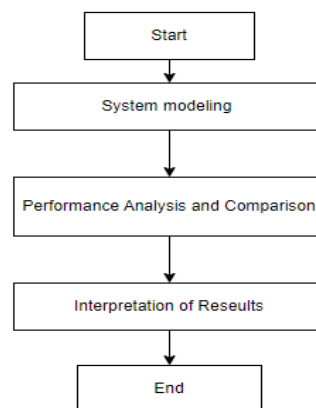 Start
System modeling
Performance Analysis and Comparison
Interpretation of Reseults
End